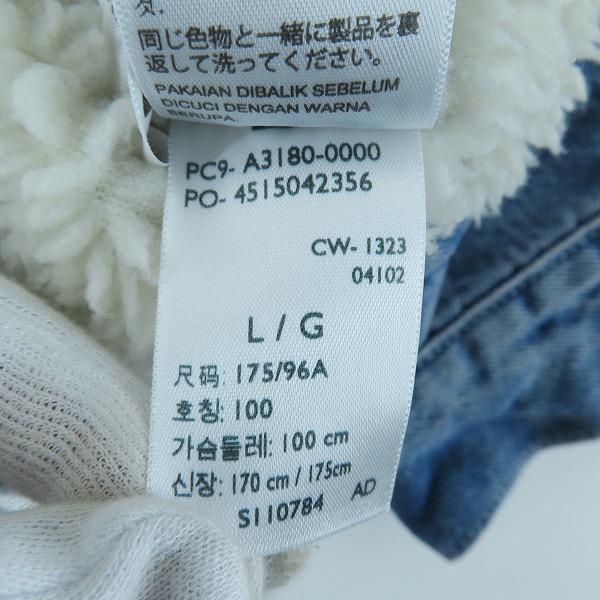 同じ色物と一緒に製品を裏
返して洗ってください.
PAKAIAN DIBALIK SEBELUM
DICUCI DENGAN WARNA
SERUPA.
PC9- A3180-0000
PO- 4515042356
CW- 1323
04102
L / G
尺码: 175/96A
호칭: 100
가슴둘레: 100 cm
신장: 170 cm / 175cm
S110784 AD